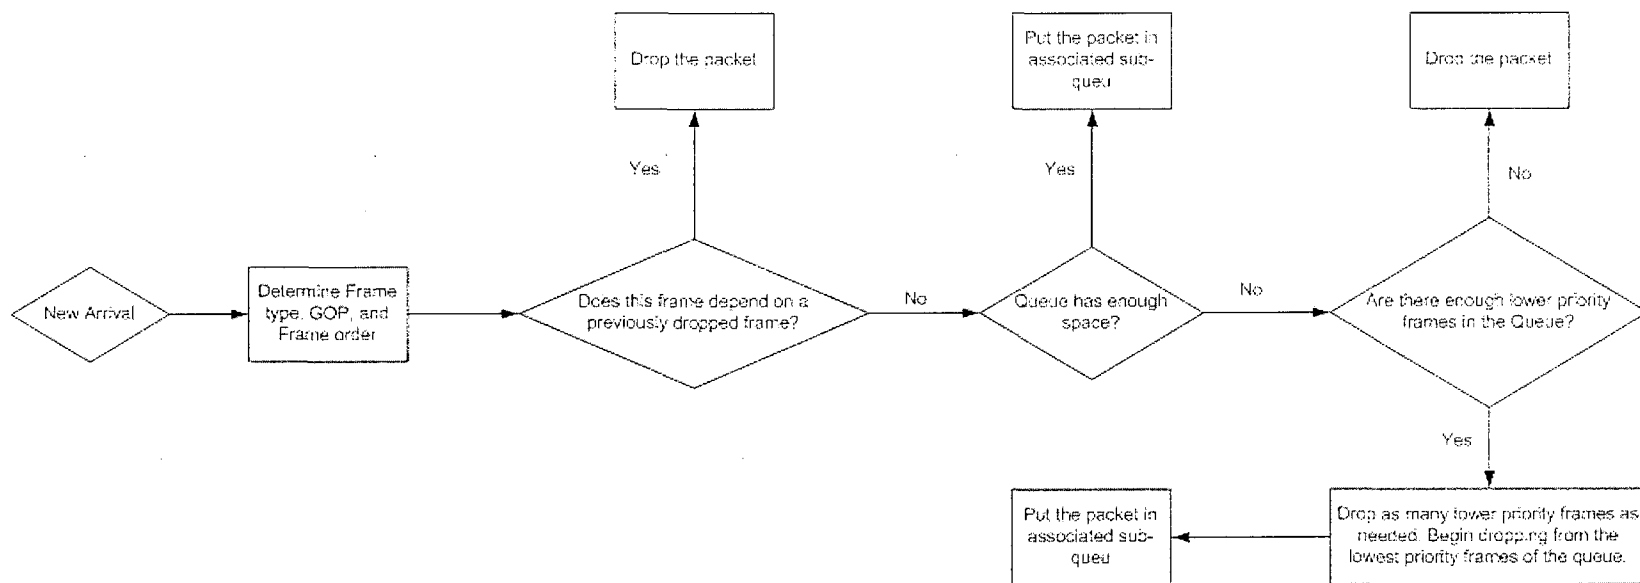 Drop the packet
Put the packet in
associated sub-
queu
Drop the packet
Yes
Yes
No
New Arrival
Determine Frame
type, GOP, and
Frame order
Does this frame depend on a
previously dropped frame?
No
Queue has enough
space?
No
Are there enough lower priority
frames in the Queue?
Yes
Put the packet in
associated sub-
queu
Drop as many lower priority frames as
needed. Begin dropping from the
lowest priority frames of the queue.